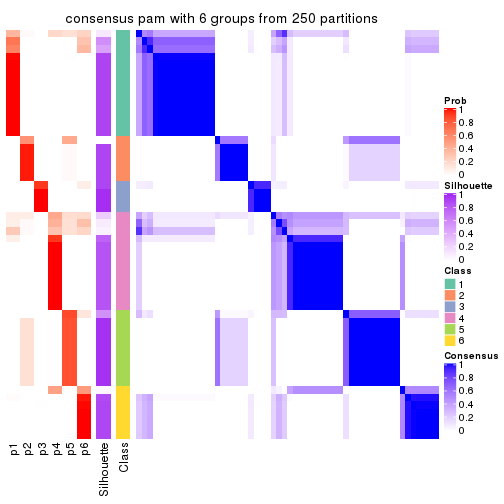 consensus pam with 6 groups from 250 partitions
Prob
1
0.8
0.6
0.4
0.2
0
Silhouette
1
0.8
0.6
0.4
0.2
0
Class
1
2
3
4
5
6
Consensus
1
0.8
0.6
0.4
0.2
0
p1
p2
p3
p4
p5
p6
Silhouette
Class